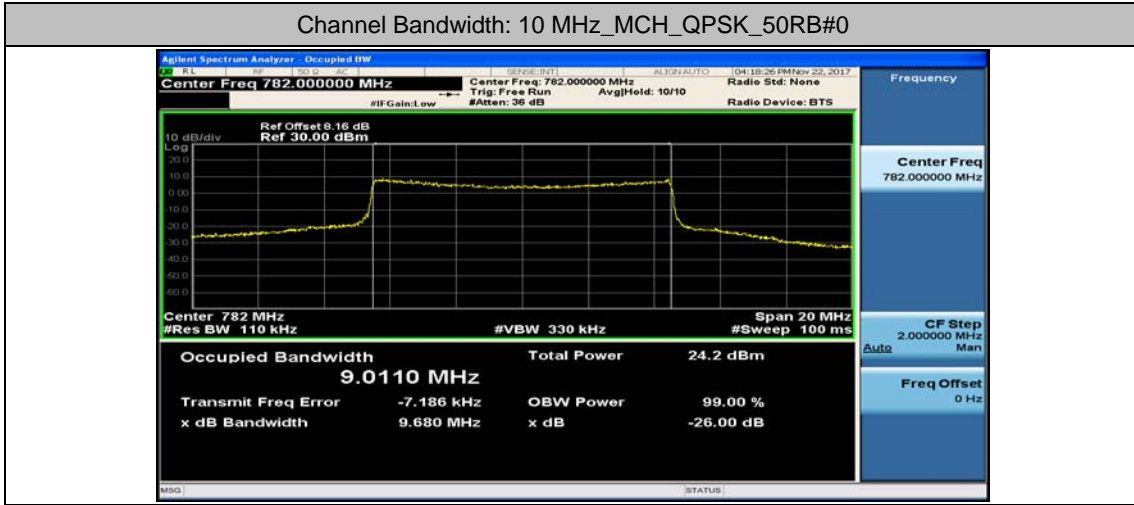 Channel Bandwidth: 10 MHz_MCH_QPSK_50RB#0
Agilent Spectrum Analyzer - Occupied BW
RL RF 50 Ω AC SENSE:INT ALIGN AUTO 04:18:26 PM Nov 22, 2017
Center Freq 782.000000 MHz
Center Freq: 782.000000 MHz
Radio Std: None
Trig: Free Run Avg|Hold: 10/10
#IFGain:Low
#Atten: 36 dB
Radio Device: BTS
Ref Offset 8.16 dB
10 dB/div Ref 30.00 dBm
Log
20.0
10.0
0.00
-10.0
-20.0
-30.0
-40.0
-50.0
-60.0
Center 782 MHz Span 20 MHz
#Res BW 110 kHz #VBW 330 kHz #Sweep 100 ms
Occupied Bandwidth Total Power 24.2 dBm
9.0110 MHz
Transmit Freq Error -7.186 kHz OBW Power 99.00 %
x dB Bandwidth 9.680 MHz x dB -26.00 dB
MSG STATUS
Frequency
Center Freq
782.000000 MHz
CF Step
2.000000 MHz
Auto Man
Freq Offset
0 Hz